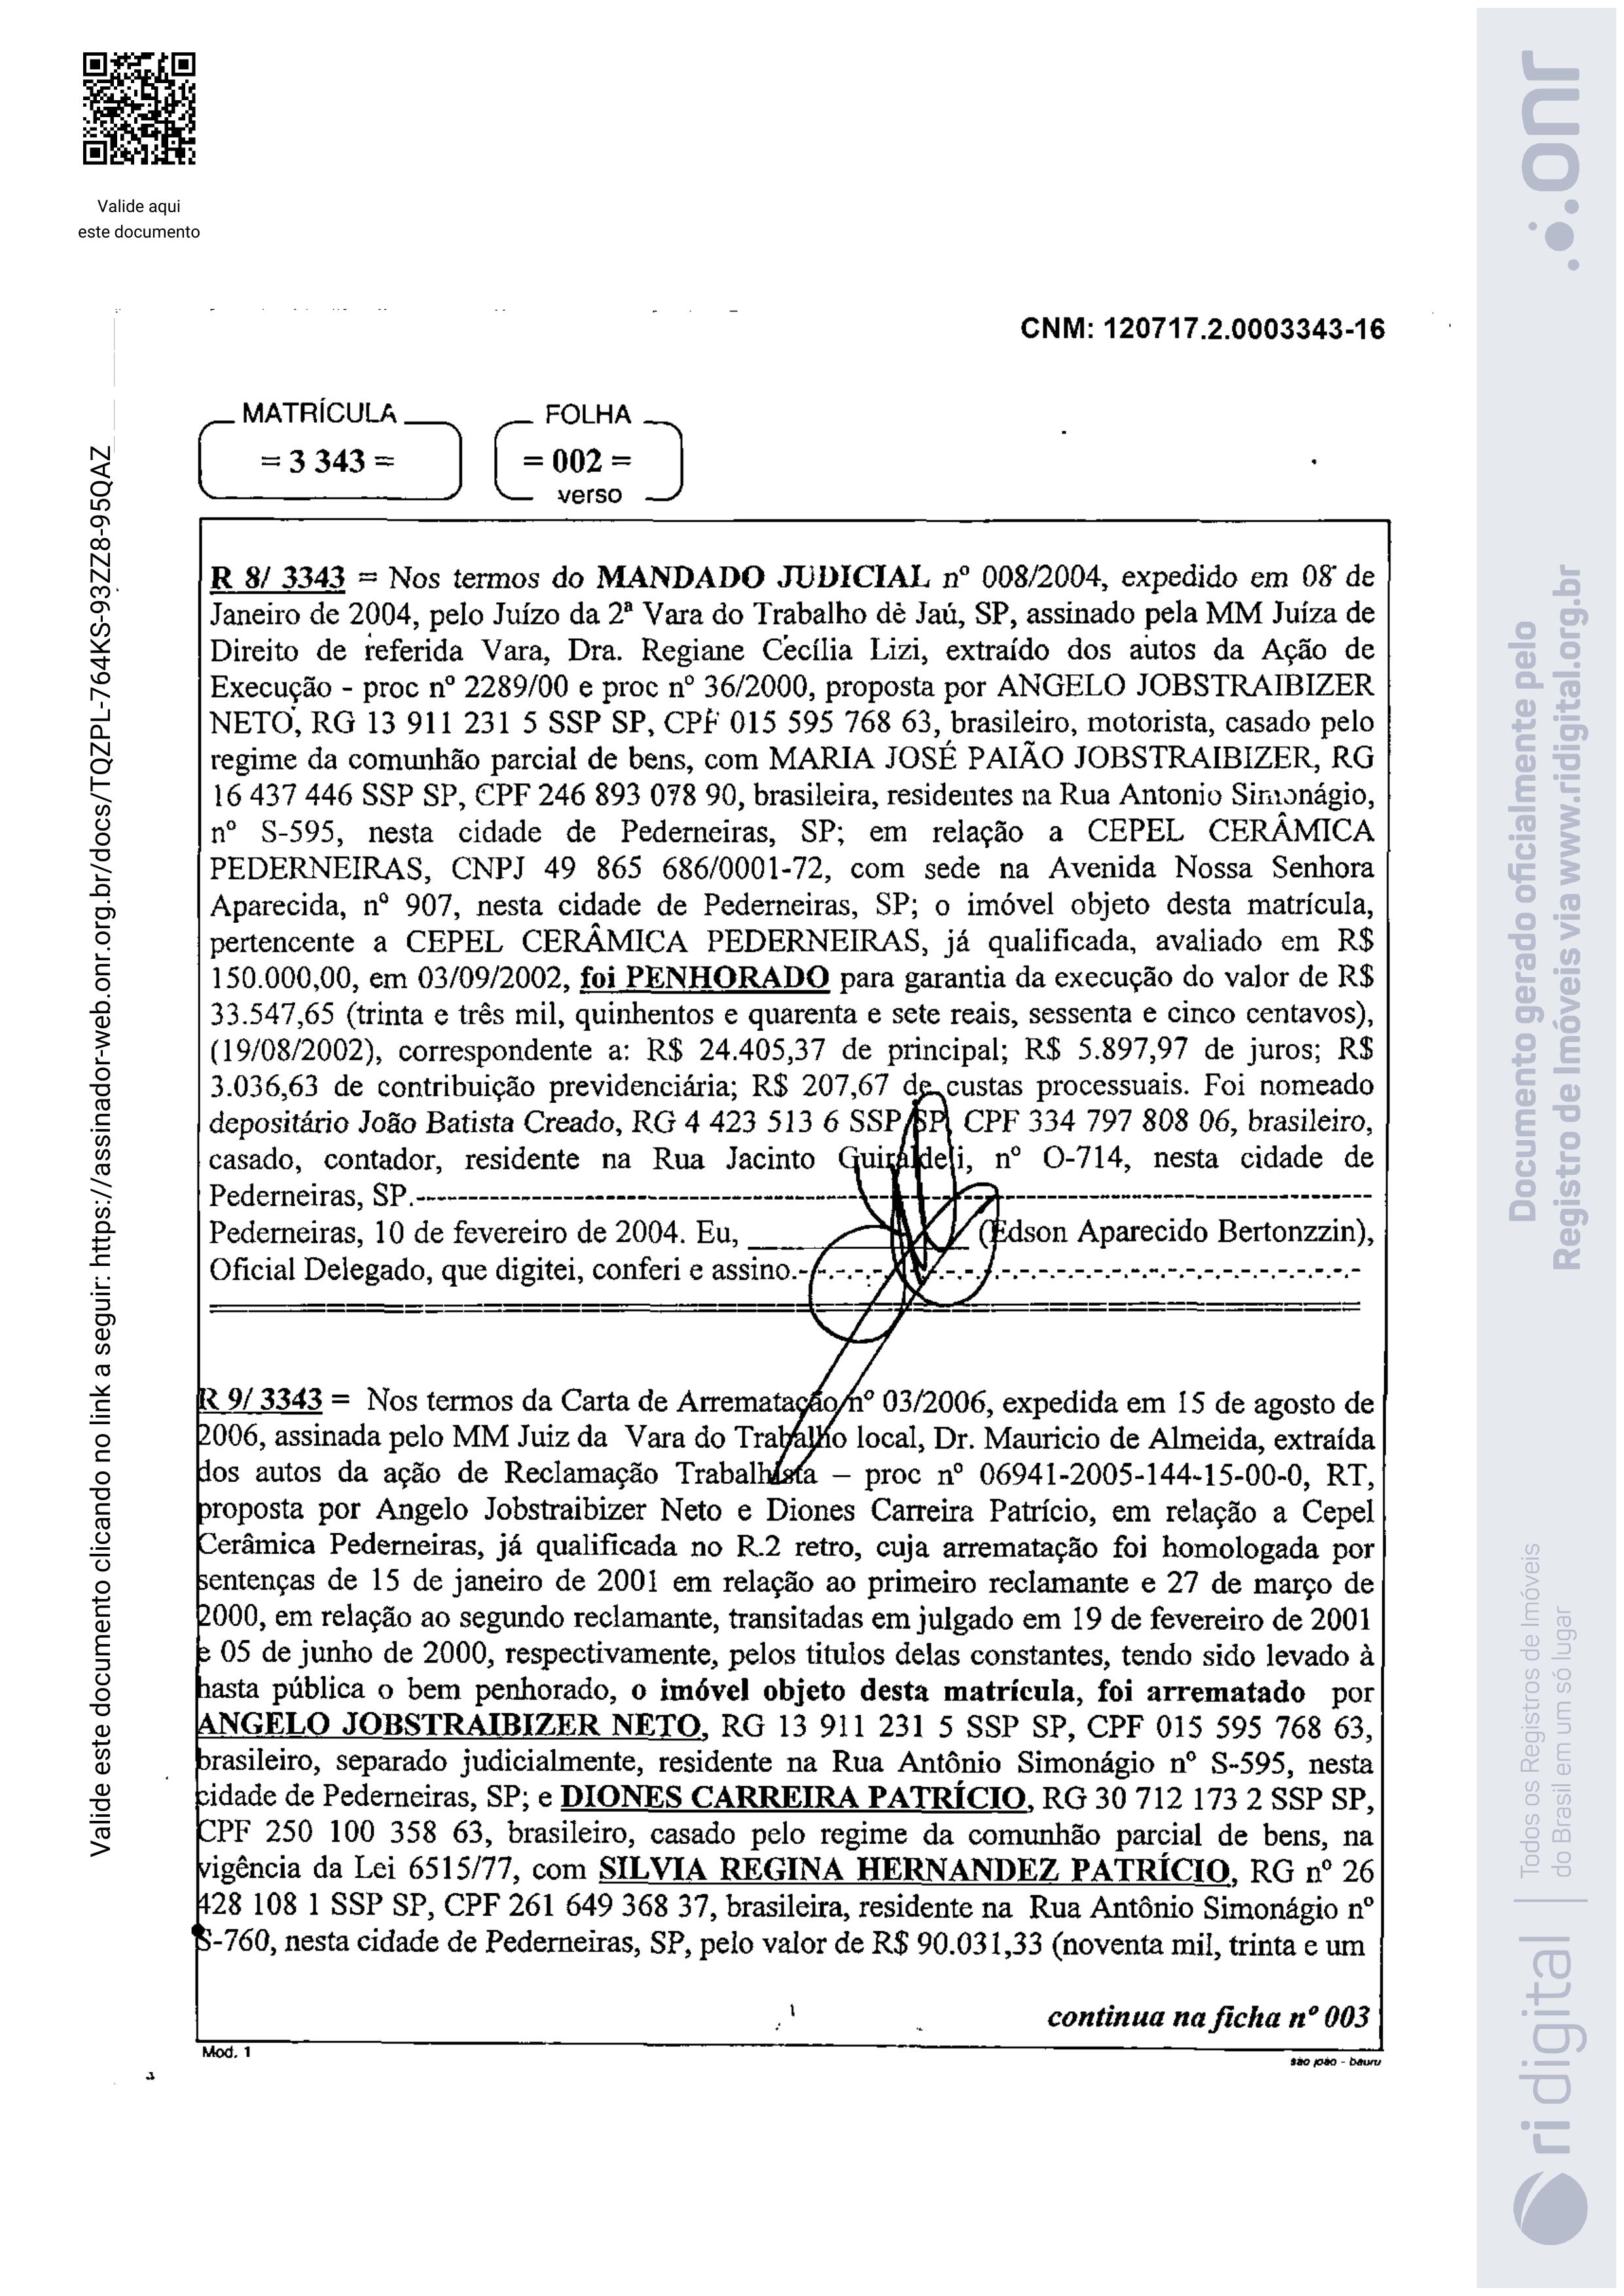 Valide aqui
este documento
CNM: 120717.2.0003343-16
MATRÍCULA
= 3 343 =
FOLHA
= 002 =
verso
R 8/ 3343 = Nos termos do MANDADO JUDICIAL nº 008/2004, expedido em 08 de
Janeiro de 2004, pelo Juízo da 2ª Vara do Trabalho de Jaú, SP, assinado pela MM Juíza de
Direito de referida Vara, Dra. Regiane Cecília Lizi, extraído dos autos da Ação de
Execução - proc nº 2289/00 e proc nº 36/2000, proposta por ANGELO JOBSTRAIBIZER
NETO, RG 13 911 231 5 SSP SP, CPF 015 595 768 63, brasileiro, motorista, casado pelo
regime da comunhão parcial de bens, com MARIA JOSÉ PAIÃO JOBSTRAIBIZER, RG
16 437 446 SSP SP, CPF 246 893 078 90, brasileira, residentes na Rua Antonio Simonágio,
nº S-595, nesta cidade de Pederneiras, SP; em relação a CEPEL CERÂMICA
PEDERNEIRAS, CNPJ 49 865 686/0001-72, com sede na Avenida Nossa Senhora
Aparecida, nº 907, nesta cidade de Pederneiras, SP; o imóvel objeto desta matrícula,
pertencente a CEPEL CERÂMICA PEDERNEIRAS, já qualificada, avaliado em R$
150.000,00, em 03/09/2002, foi PENHORADO para garantia da execução do valor de R$
33.547,65 (trinta e três mil, quinhentos e quarenta e sete reais, sessenta e cinco centavos),
(19/08/2002), correspondente a: R$ 24.405,37 de principal; R$ 5.897,97 de juros; R$
3.036,63 de contribuição previdenciária; R$ 207,67 de custas processuais. Foi nomeado
depositário João Batista Creado, RG 4 423 513 6 SSP SP, CPF 334 797 808 06, brasileiro,
casado, contador, residente na Rua Jacinto Guiraldeli, nº O-714, nesta cidade de
Pederneiras, SP.-----------------------------------------------
Pederneiras, 10 de fevereiro de 2004. Eu, ______________ (Edson Aparecido Bertonzzin),
Oficial Delegado, que digitei, conferi e assino.-.-.-.-.-.-.-.-.-.-.-.-.-.-.-.-.-.-.-.-
R 9/ 3343 = Nos termos da Carta de Arrematação nº 03/2006, expedida em 15 de agosto de
2006, assinada pelo MM Juiz da Vara do Trabalho local, Dr. Mauricio de Almeida, extraída
dos autos da ação de Reclamação Trabalhista – proc nº 06941-2005-144-15-00-0, RT,
proposta por Angelo Jobstraibizer Neto e Diones Carreira Patrício, em relação a Cepel
Cerâmica Pederneiras, já qualificada no R.2 retro, cuja arrematação foi homologada por
sentenças de 15 de janeiro de 2001 em relação ao primeiro reclamante e 27 de março de
2000, em relação ao segundo reclamante, transitadas em julgado em 19 de fevereiro de 2001
e 05 de junho de 2000, respectivamente, pelos titulos delas constantes, tendo sido levado à
hasta pública o bem penhorado, o imóvel objeto desta matrícula, foi arrematado por
ANGELO JOBSTRAIBIZER NETO, RG 13 911 231 5 SSP SP, CPF 015 595 768 63,
brasileiro, separado judicialmente, residente na Rua Antônio Simonágio nº S-595, nesta
cidade de Pederneiras, SP; e DIONES CARREIRA PATRÍCIO, RG 30 712 173 2 SSP SP,
CPF 250 100 358 63, brasileiro, casado pelo regime da comunhão parcial de bens, na
vigência da Lei 6515/77, com SILVIA REGINA HERNANDEZ PATRÍCIO, RG nº 26
428 108 1 SSP SP, CPF 261 649 368 37, brasileira, residente na Rua Antônio Simonágio nº
S-760, nesta cidade de Pederneiras, SP, pelo valor de R$ 90.031,33 (noventa mil, trinta e um
continua na ficha nº 003
Mod. 1
são joão - bauru
Valide este documento clicando no link a seguir: https://assinador-web.onr.org.br/docs/TQZPL-764KS-93ZZ8-95QAZ
onr
Documento gerado oficialmente pelo
Registro de Imóveis via www.ridigital.org.br
Todos os Registros de Imóveis
do Brasil em um só lugar
ri digital